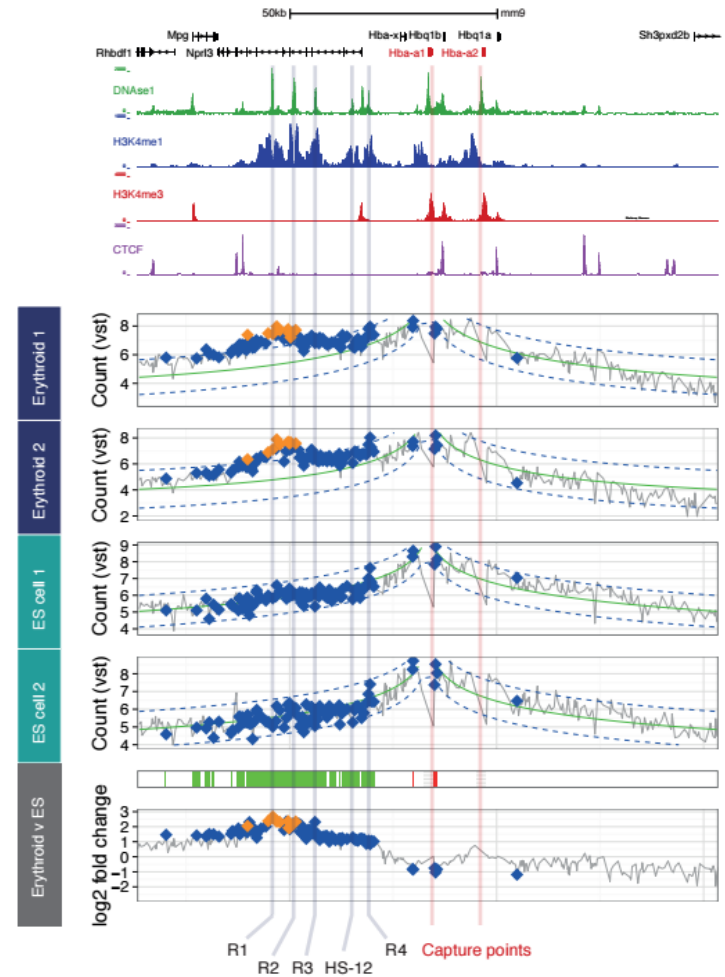 50kb mm9
Mpg Hba-x Hbq1b Hbq1a Sh3pxd2b
Rhbdf1 Nprl3 Hba-a1 Hba-a2
DNAse1
H3K4me1
H3K4me3
CTCF
Erythroid 1
Count (vst)
8
6
4
Erythroid 2
Count (vst)
8
6
4
2
ES cell 1
Count (vst)
9
8
7
6
5
4
ES cell 2
Count (vst)
8
7
6
5
4
Erythroid v ES
log2 fold change
3
2
1
0
−1
−2
R1 R2 R3 HS-12 R4 Capture points